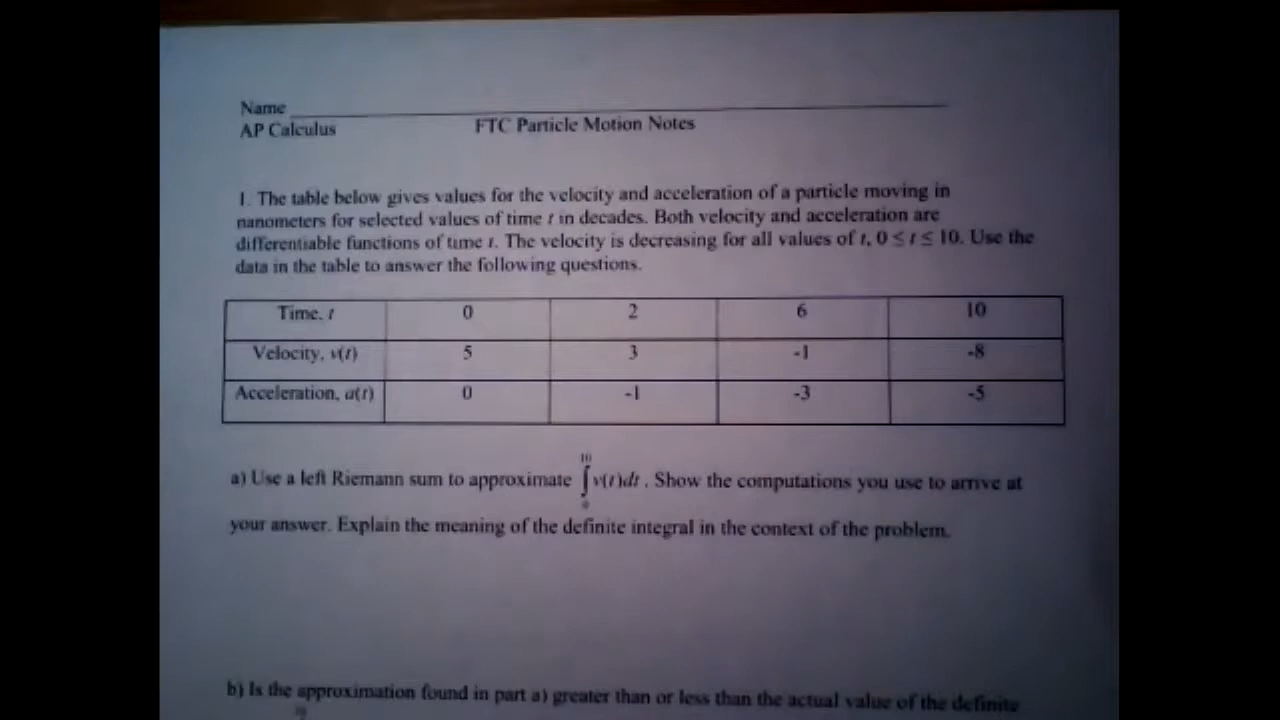 Name
AP Calculus FTC Particle Motion Notes
1. The table below gives values for the velocity and acceleration of a particle moving in
nanometers for selected values of time t in decades. Both velocity and acceleration are
differentiable functions of time t. The velocity is decreasing for all values of t, 0 ≤ t ≤ 10. Use the
data in the table to answer the following questions.
Time, t 0 2 6 10
Velocity, v(t) 5 3 -1 -8
Acceleration, a(t) 0 -1 -3 -5
a) Use a left Riemann sum to approximate ∫₀¹⁰ v(t)dt. Show the computations you use to arrive at
your answer. Explain the meaning of the definite integral in the context of the problem.
b) Is the approximation found in part a) greater than or less than the actual value of the definite